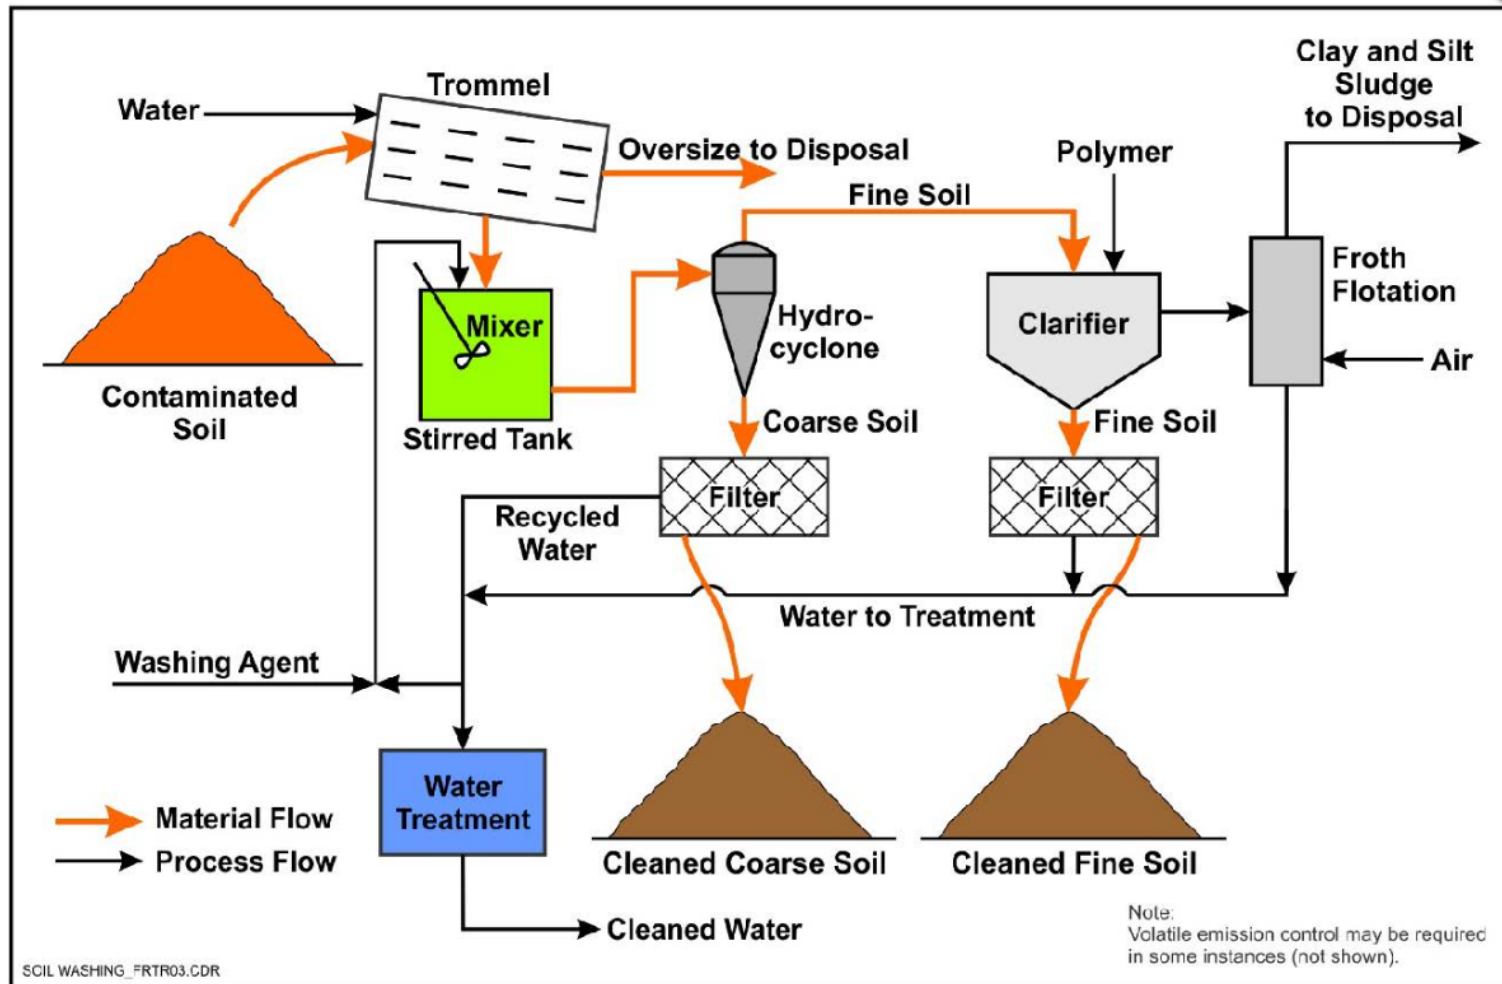 Clay and Silt
Sludge
to Disposal
Trommel
Water
Oversize to Disposal
Polymer
Fine Soil
Froth
Flotation
Mixer
Hydro-
cyclone
Clarifier
Air
Contaminated
Soil
Stirred Tank
Coarse Soil
Fine Soil
Filter
Filter
Recycled
Water
Water to Treatment
Washing Agent
Water
Treatment
Material Flow
Process Flow
Cleaned Coarse Soil
Cleaned Fine Soil
Cleaned Water
Note:
Volatile emission control may be required
in some instances (not shown).
SOIL WASHING_FRTR03.CDR